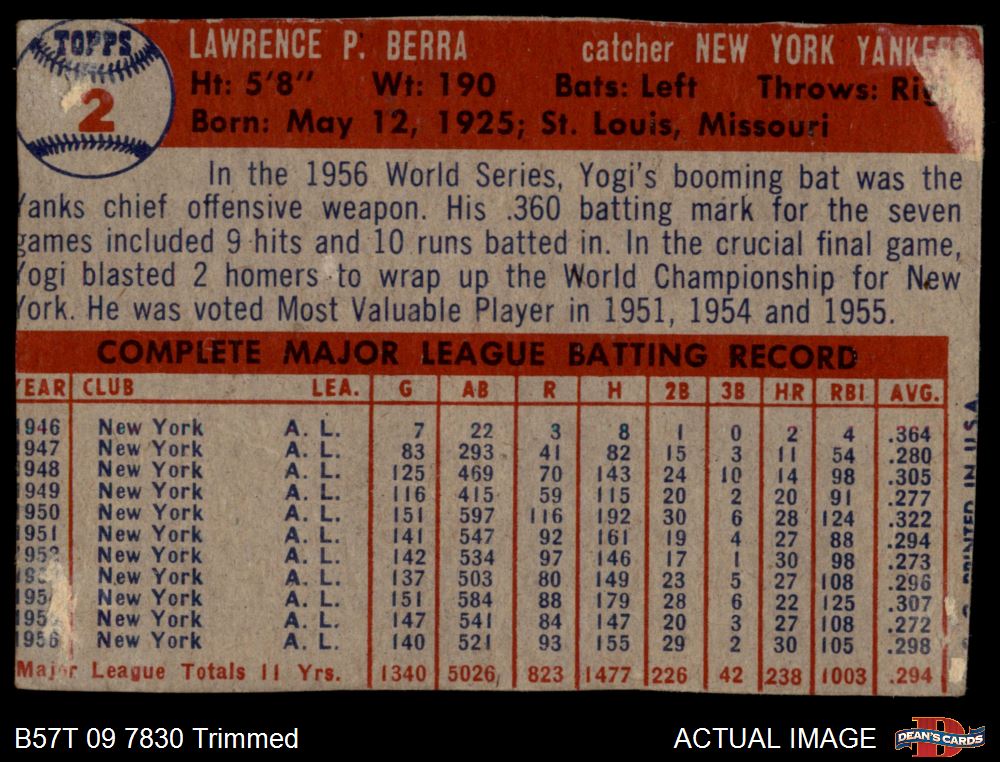 TOPPS
2
LAWRENCE P. BERRA catcher NEW YORK YANKEES
Ht: 5'8" Wt: 190 Bats: Left Throws: Rig
Born: May 12, 1925; St. Louis, Missouri
In the 1956 World Series, Yogi's booming bat was the
Yanks chief offensive weapon. His .360 batting mark for the seven
games included 9 hits and 10 runs batted in. In the crucial final game,
Yogi blasted 2 homers to wrap up the World Championship for New
York. He was voted Most Valuable Player in 1951, 1954 and 1955.
COMPLETE MAJOR LEAGUE BATTING RECORD
YEAR CLUB LEA. G AB R H 2B 3B HR RBI AVG.
1946 New York A. L. 7 22 3 8 1 0 2 4 .364
1947 New York A. L. 83 293 41 82 15 3 11 54 .280
1948 New York A. L. 125 469 70 143 24 10 14 98 .305
1949 New York A. L. 116 415 59 115 20 2 20 91 .277
1950 New York A. L. 151 597 116 192 30 6 28 124 .322
1951 New York A. L. 141 547 92 161 19 4 27 88 .294
1952 New York A. L. 142 534 97 146 17 1 30 98 .273
195 New York A. L. 137 503 80 149 23 5 27 108 .296
195 New York A. L. 151 584 88 179 28 6 22 125 .307
195 New York A. L. 147 541 84 147 20 3 27 108 .272
1956 New York A. L. 140 521 93 155 29 2 30 105 .298
Major League Totals 11 Yrs. 1340 5026 823 1477 226 42 238 1003 .294
PRINTED IN U.S.A.
B57T 09 7830 Trimmed
ACTUAL IMAGE
D
DEAN'S CARDS